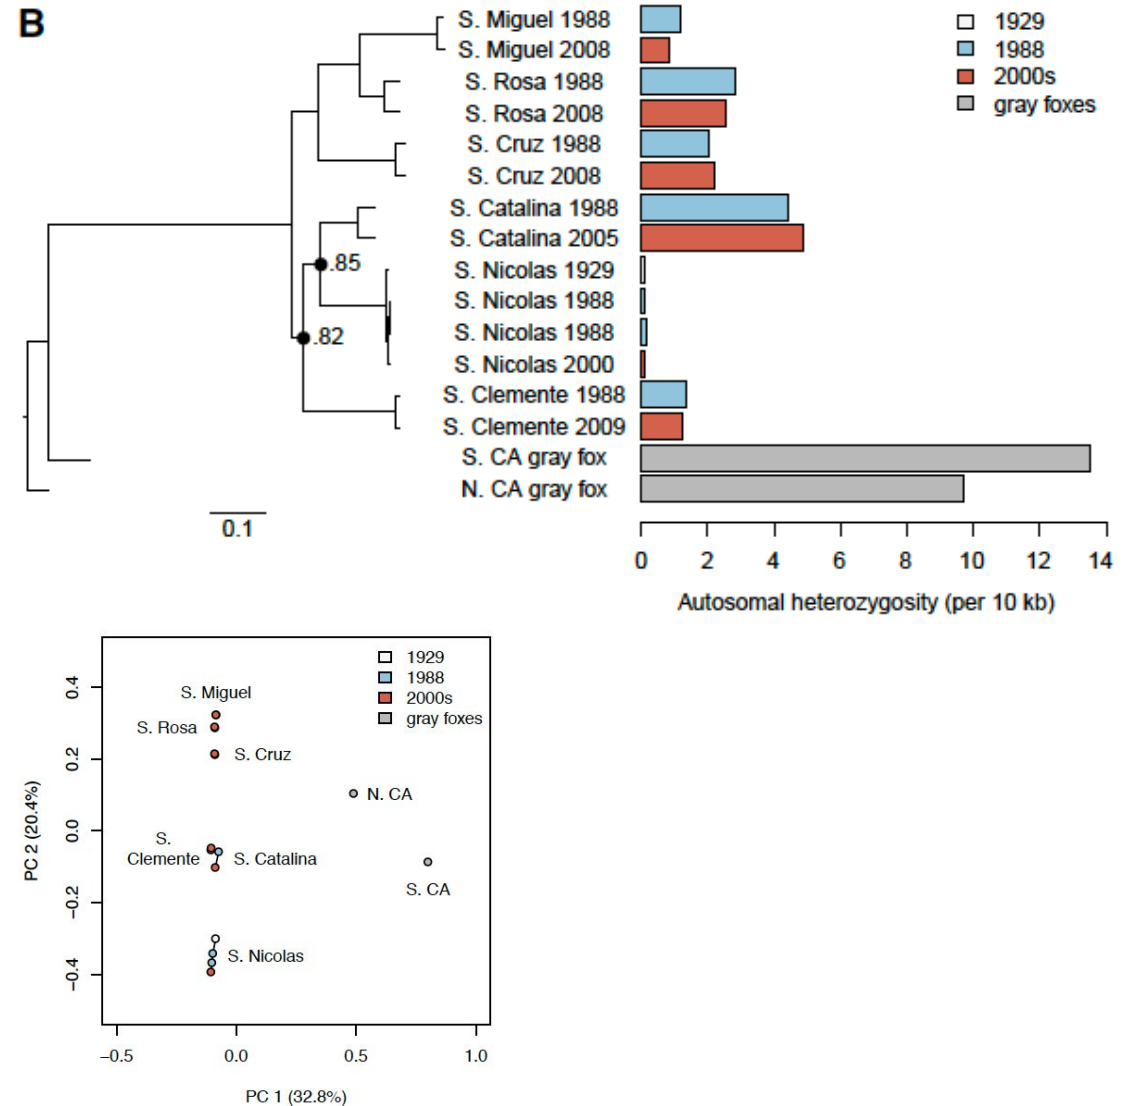 B
S. Miguel 1988
S. Miguel 2008
S. Rosa 1988
S. Rosa 2008
S. Cruz 1988
S. Cruz 2008
S. Catalina 1988
S. Catalina 2005
S. Nicolas 1929
S. Nicolas 1988
S. Nicolas 1988
S. Nicolas 2000
S. Clemente 1988
S. Clemente 2009
S. CA gray fox
N. CA gray fox
.85
.82
0.1
1929
1988
2000s
gray foxes
0 2 4 6 8 10 12 14
Autosomal heterozygosity (per 10 kb)
1929
1988
2000s
gray foxes
S. Miguel
S. Rosa
S. Cruz
N. CA
S.
Clemente
S. Catalina
S. CA
S. Nicolas
0.4
0.2
0.0
−0.2
−0.4
PC 2 (20.4%)
−0.5 0.0 0.5 1.0
PC 1 (32.8%)